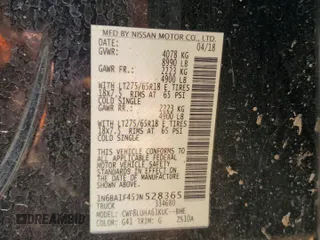 MFD BY NISSAN MOTOR CO., LTD.
DATE: 04/18
GVWR: 4078 KG
8990 LB
GAWR FR.: 2223 KG
4900 LB
WITH LT275/65R18 E TIRES
18x7.5 RIMS AT 65 PSI
COLD SINGLE
GAWR RR.: 2223 KG
4900 LB
WITH LT275/65R18 E TIRES
18x7.5 RIMS AT 65 PSI
COLD SINGLE
THIS VEHICLE CONFORMS TO ALL
APPLICABLE FEDERAL MOTOR
VEHICLE SAFETY STANDARDS IN
EFFECT ON THE DATE OF
MANUFACTURE SHOWN ABOVE.
528365
TYPE: TRUCK
MODEL:
COLOR: G41 TRIM: G